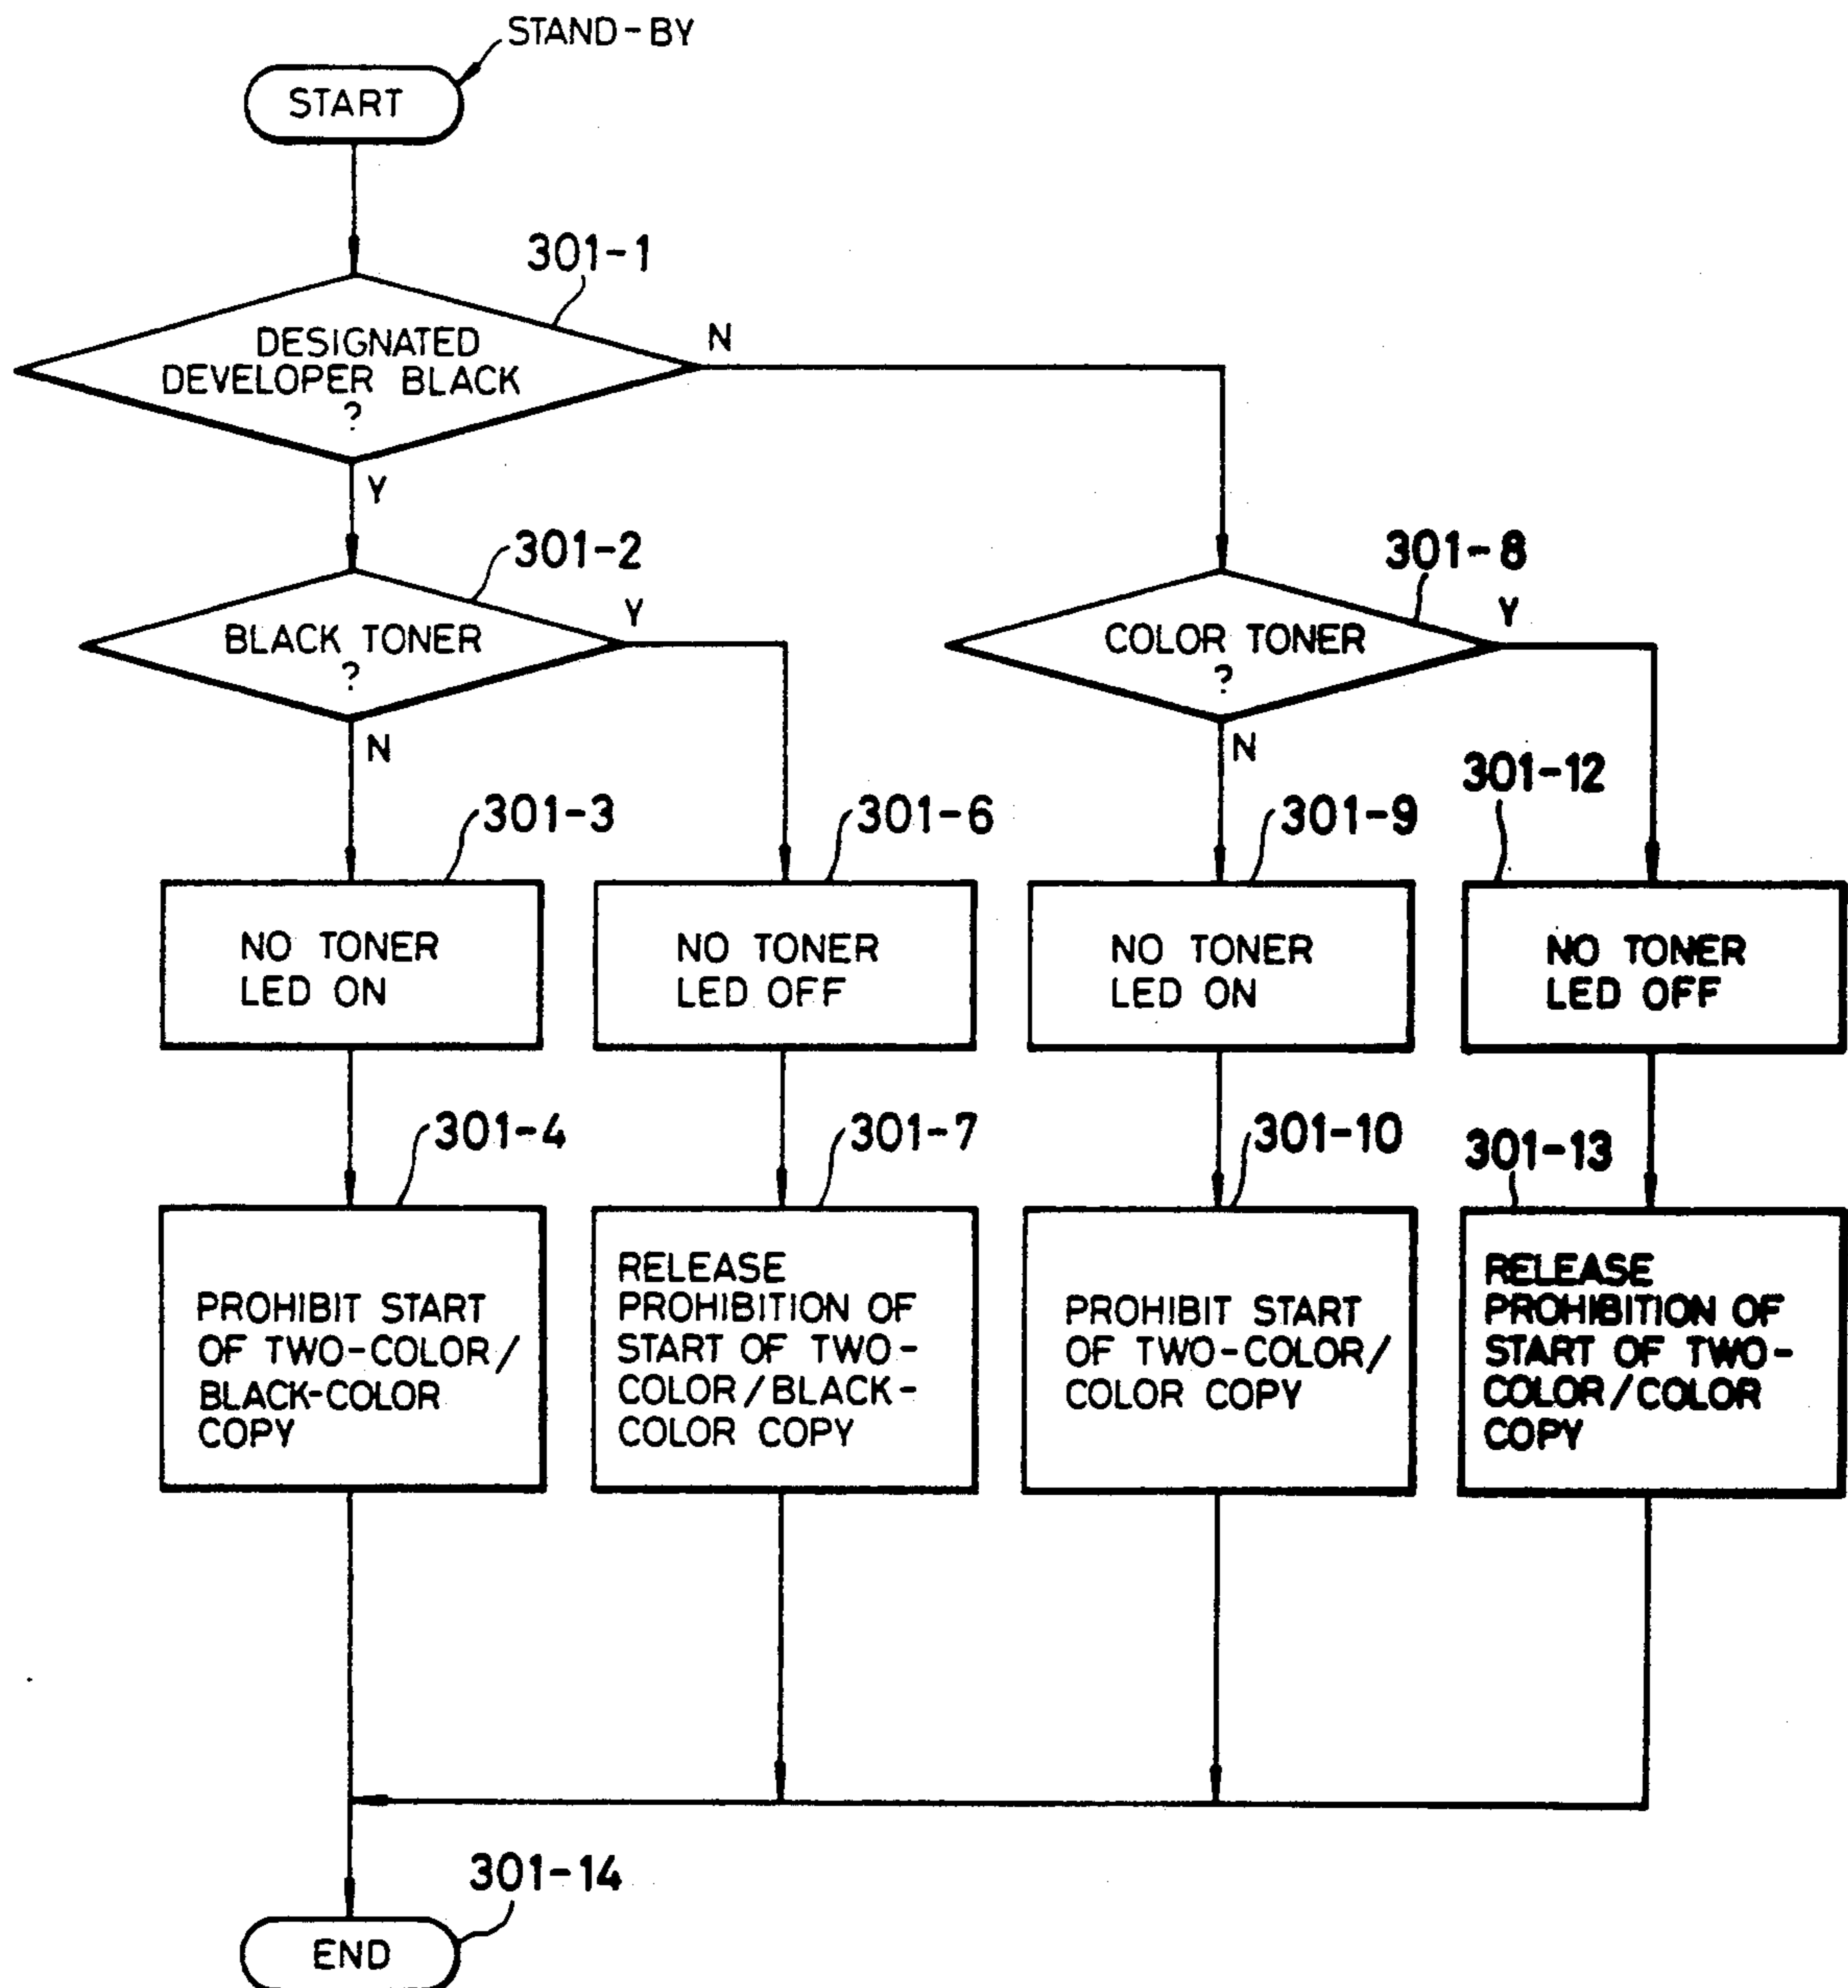 STAND-BY
START
301-1
DESIGNATED
DEVELOPER BLACK
?
N
Y
301-2
BLACK TONER
?
Y
N
301-8
COLOR TONER
?
Y
N
301-3
NO TONER
LED ON
301-6
NO TONER
LED OFF
301-9
NO TONER
LED ON
301-12
NO TONER
LED OFF
301-4
PROHIBIT START
OF TWO-COLOR/
BLACK-COLOR
COPY
301-7
RELEASE
PROHIBITION OF
START OF TWO-
COLOR/BLACK-
COLOR COPY
301-10
PROHIBIT START
OF TWO-COLOR/
COLOR COPY
301-13
RELEASE
PROHIBITION OF
START OF TWO-
COLOR/COLOR
COPY
301-14
END